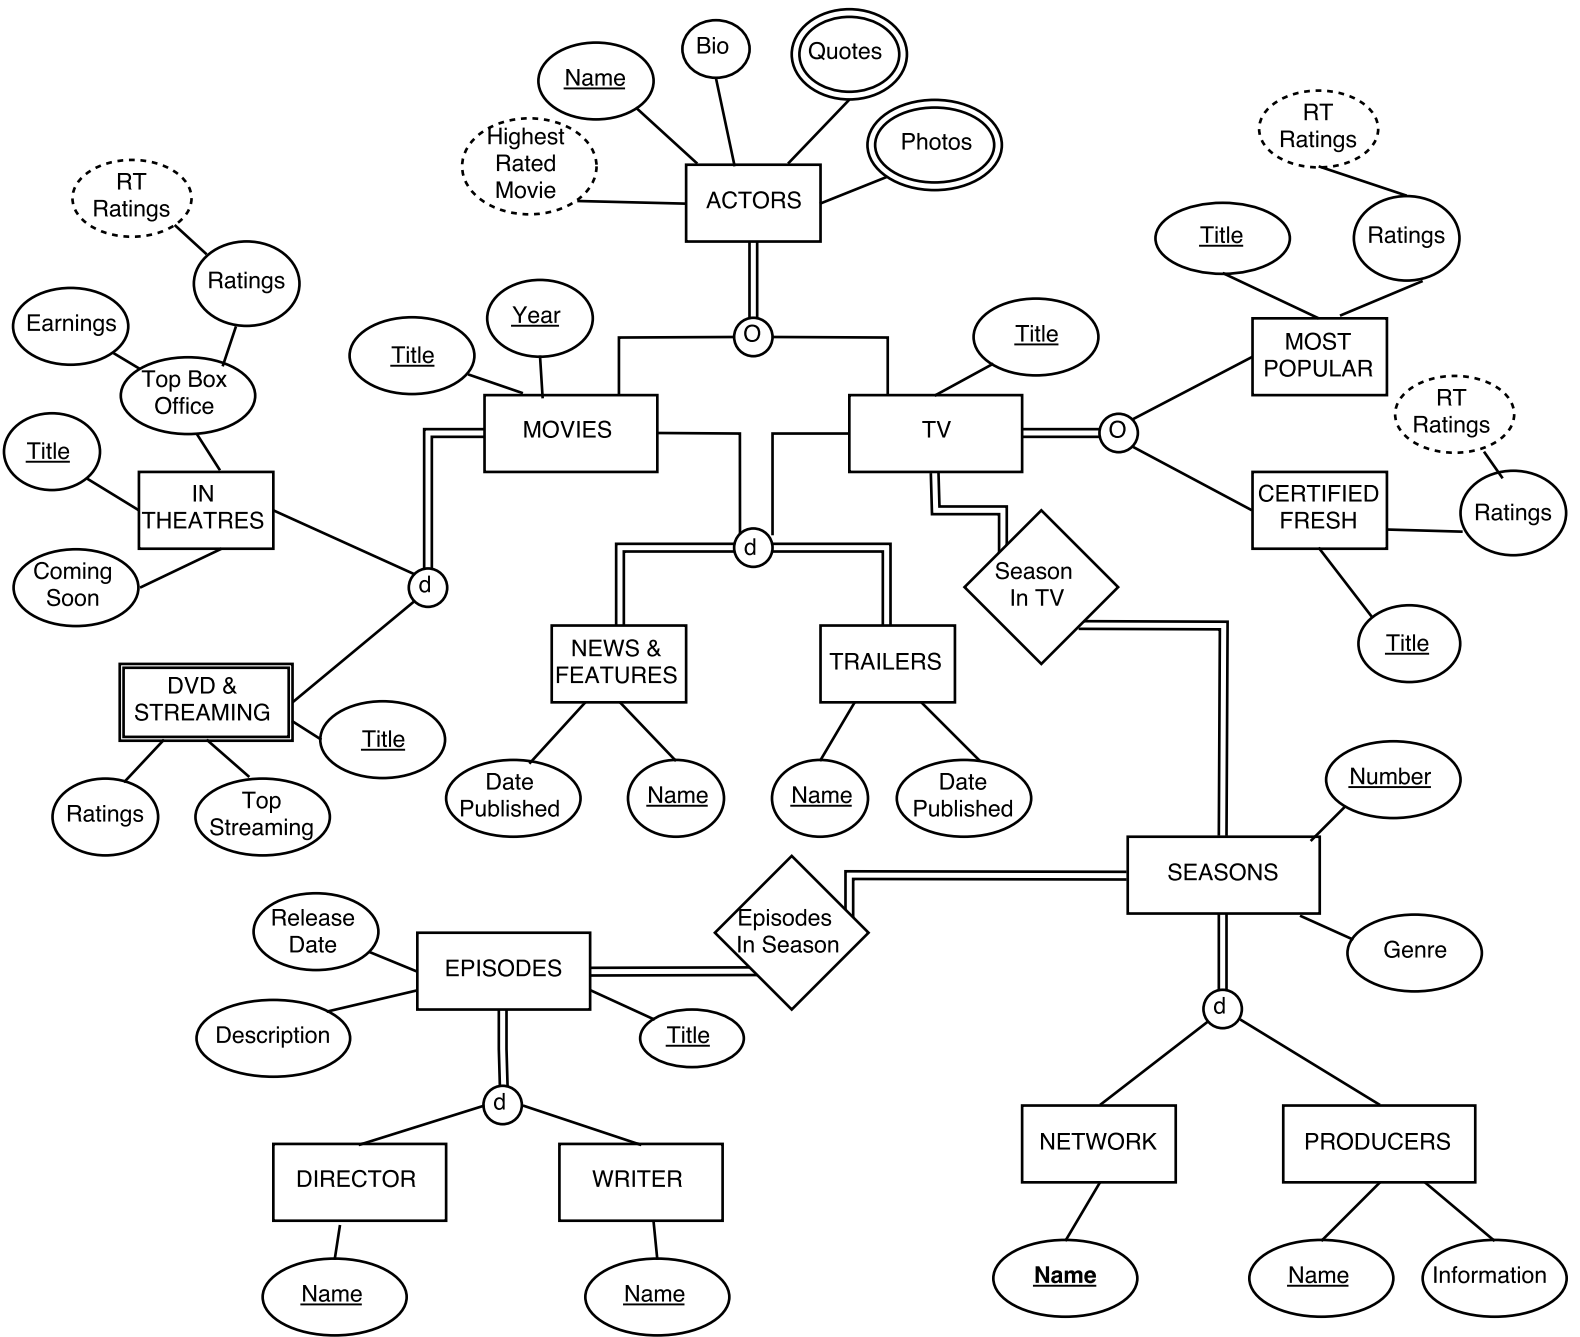 Bio
Quotes
Name
Highest
Rated
Movie
Photos
ACTORS
RT
Ratings
RT
Ratings
Title
Ratings
Ratings
Earnings
Top Box
Office
Title
Year
O
Title
MOST
POPULAR
RT
Ratings
Title
MOVIES
TV
O
IN
THEATRES
CERTIFIED
FRESH
Ratings
Coming
Soon
d
d
Season
In TV
Title
DVD &
STREAMING
NEWS &
FEATURES
TRAILERS
Title
Ratings
Top
Streaming
Date
Published
Name
Name
Date
Published
Number
SEASONS
Release
Date
EPISODES
Episodes
In Season
Genre
Description
Title
d
d
DIRECTOR
WRITER
NETWORK
PRODUCERS
Name
Name
Name
Name
Information